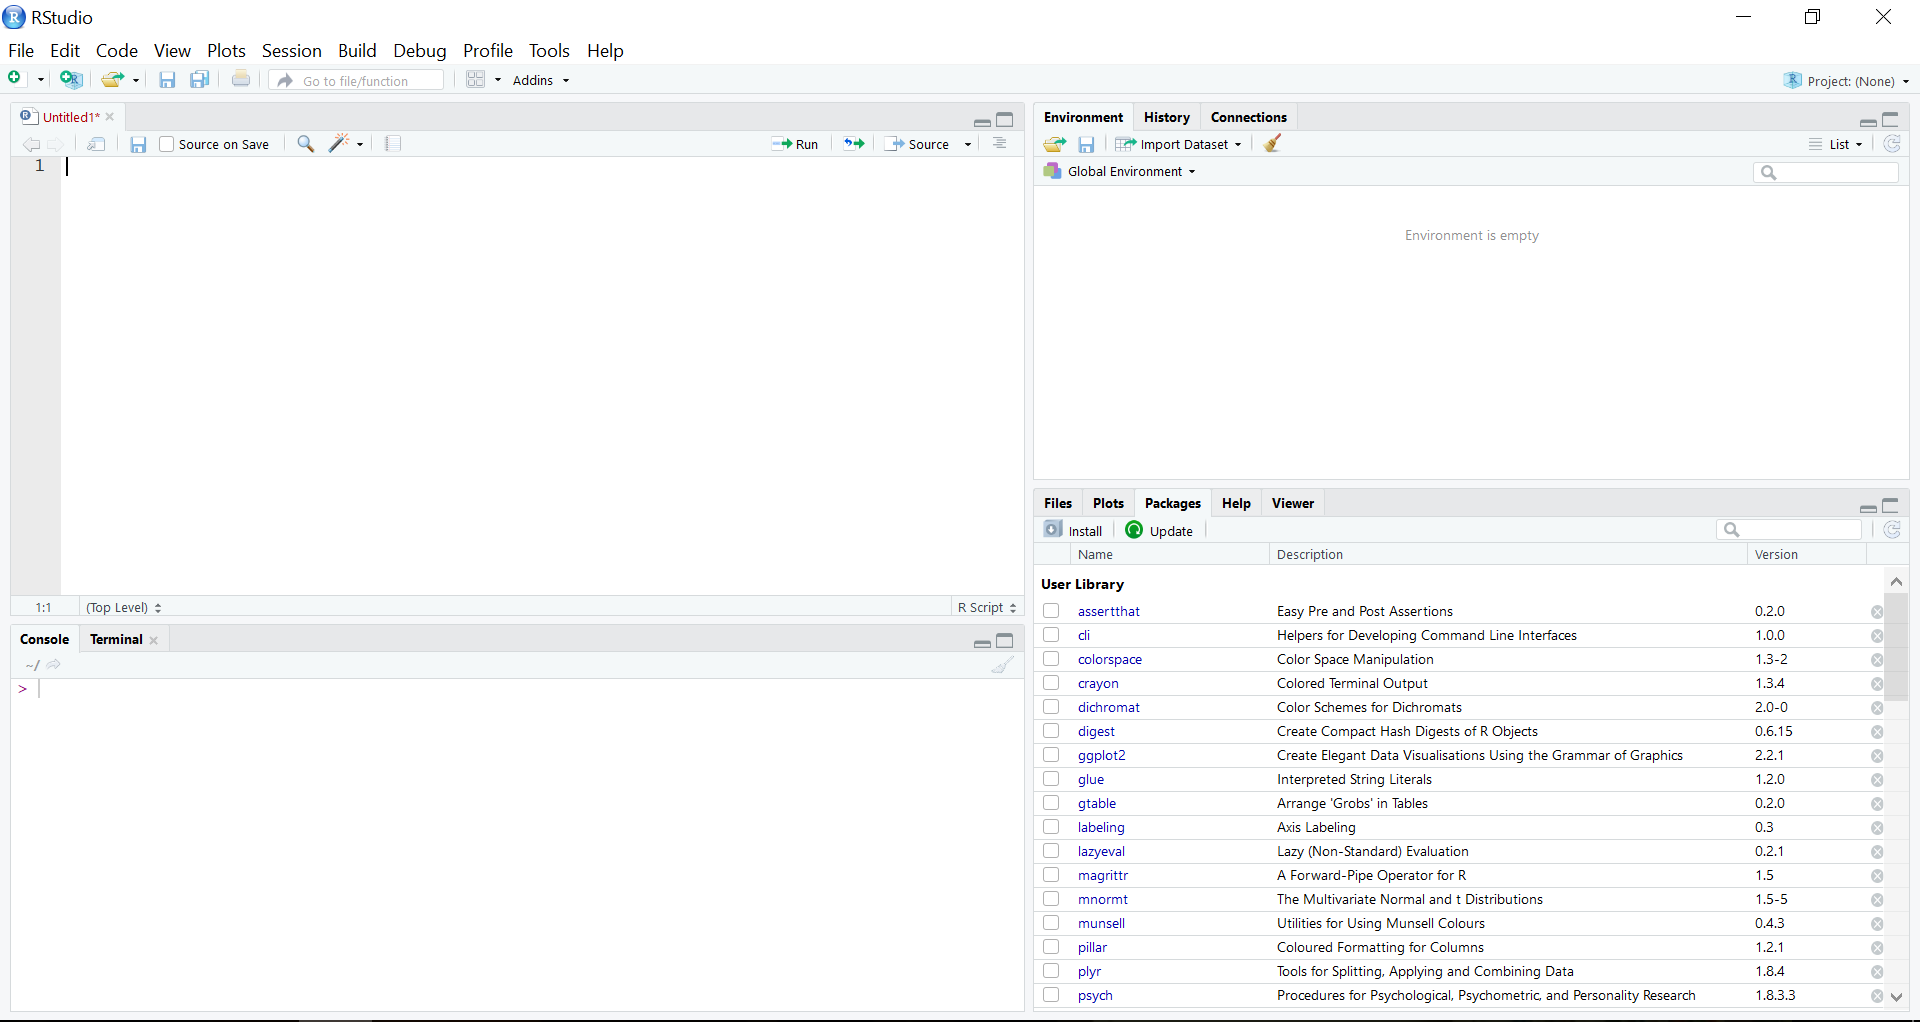 RStudio
File Edit Code View Plots Session Build Debug Profile Tools Help
Go to file/function Addins Project: (None)
Untitled1*
Source on Save Run Source
1
1:1 (Top Level) R Script
Console Terminal
~/
>
Environment History Connections
Import Dataset List
Global Environment
Environment is empty
Files Plots Packages Help Viewer
Install Update
Name Description Version
User Library
assertthat Easy Pre and Post Assertions 0.2.0
cli Helpers for Developing Command Line Interfaces 1.0.0
colorspace Color Space Manipulation 1.3-2
crayon Colored Terminal Output 1.3.4
dichromat Color Schemes for Dichromats 2.0-0
digest Create Compact Hash Digests of R Objects 0.6.15
ggplot2 Create Elegant Data Visualisations Using the Grammar of Graphics 2.2.1
glue Interpreted String Literals 1.2.0
gtable Arrange 'Grobs' in Tables 0.2.0
labeling Axis Labeling 0.3
lazyeval Lazy (Non-Standard) Evaluation 0.2.1
magrittr A Forward-Pipe Operator for R 1.5
mnormt The Multivariate Normal and t Distributions 1.5-5
munsell Utilities for Using Munsell Colours 0.4.3
pillar Coloured Formatting for Columns 1.2.1
plyr Tools for Splitting, Applying and Combining Data 1.8.4
psych Procedures for Psychological, Psychometric, and Personality Research 1.8.3.3